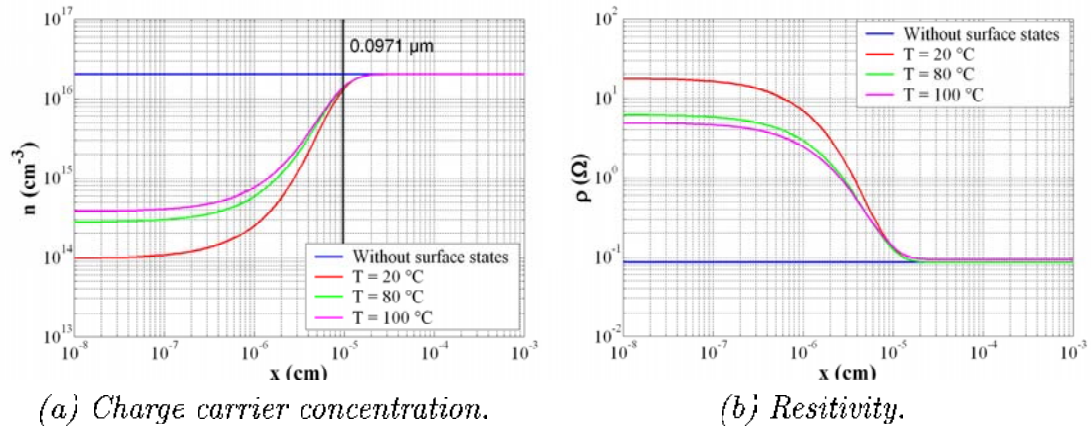 10^17
10^16
10^15
10^14
10^13
n (cm^-3)
0.0971 µm
Without surface states
T = 20 °C
T = 80 °C
T = 100 °C
10^-8
10^-7
10^-6
10^-5
10^-4
10^-3
x (cm)
(a) Charge carrier concentration.
10^2
10^1
10^0
10^-1
10^-2
ρ (Ω)
Without surface states
T = 20 °C
T = 80 °C
T = 100 °C
10^-8
10^-7
10^-6
10^-5
10^-4
10^-3
x (cm)
(b) Resitivity.